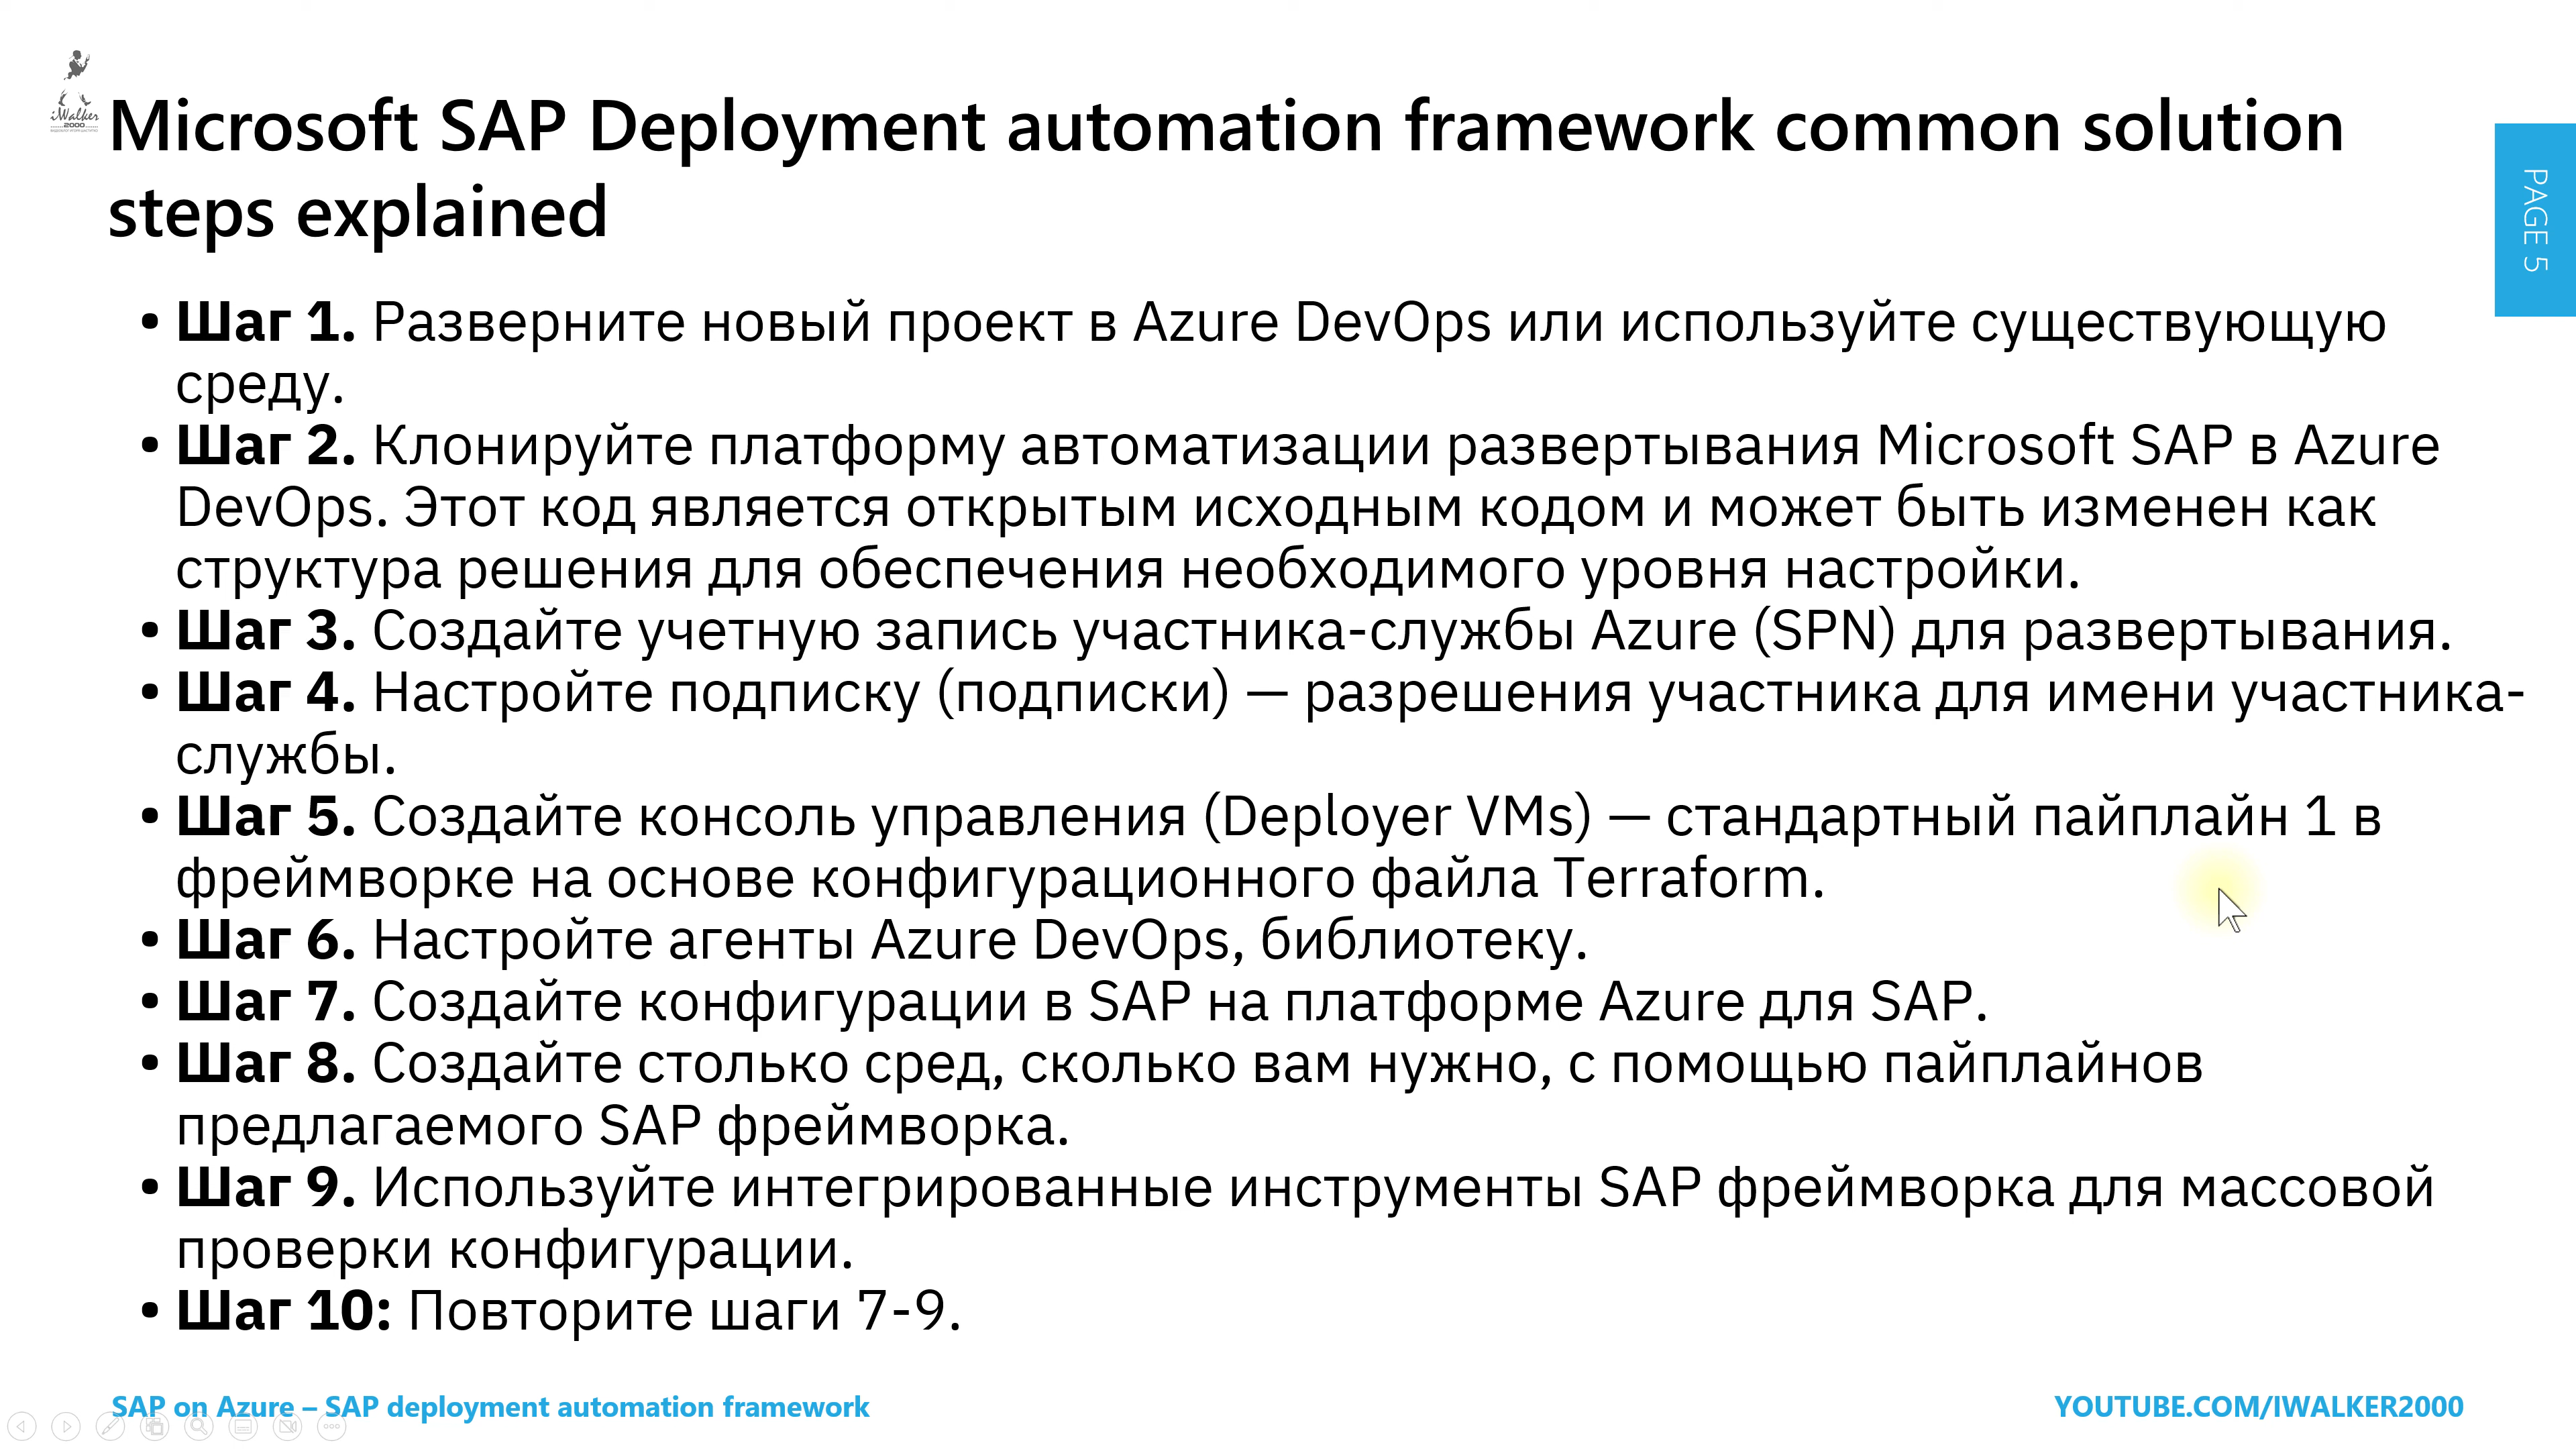 iWalker
2000
Microsoft SAP Deployment automation framework common solution
steps explained
PAGE 5
• Шаг 1. Разверните новый проект в Azure DevOps или используйте существующую
среду.
• Шаг 2. Клонируйте платформу автоматизации развертывания Microsoft SAP в Azure
DevOps. Этот код является открытым исходным кодом и может быть изменен как
структура решения для обеспечения необходимого уровня настройки.
• Шаг 3. Создайте учетную запись участника-службы Azure (SPN) для развертывания.
• Шаг 4. Настройте подписку (подписки) — разрешения участника для имени участника-
службы.
• Шаг 5. Создайте консоль управления (Deployer VMs) — стандартный пайплайн 1 в
фреймворке на основе конфигурационного файла Terraform.
• Шаг 6. Настройте агенты Azure DevOps, библиотеку.
• Шаг 7. Создайте конфигурации в SAP на платформе Azure для SAP.
• Шаг 8. Создайте столько сред, сколько вам нужно, с помощью пайплайнов
предлагаемого SAP фреймворка.
• Шаг 9. Используйте интегрированные инструменты SAP фреймворка для массовой
проверки конфигурации.
• Шаг 10: Повторите шаги 7-9.
SAP on Azure – SAP deployment automation framework
YOUTUBE.COM/IWALKER2000